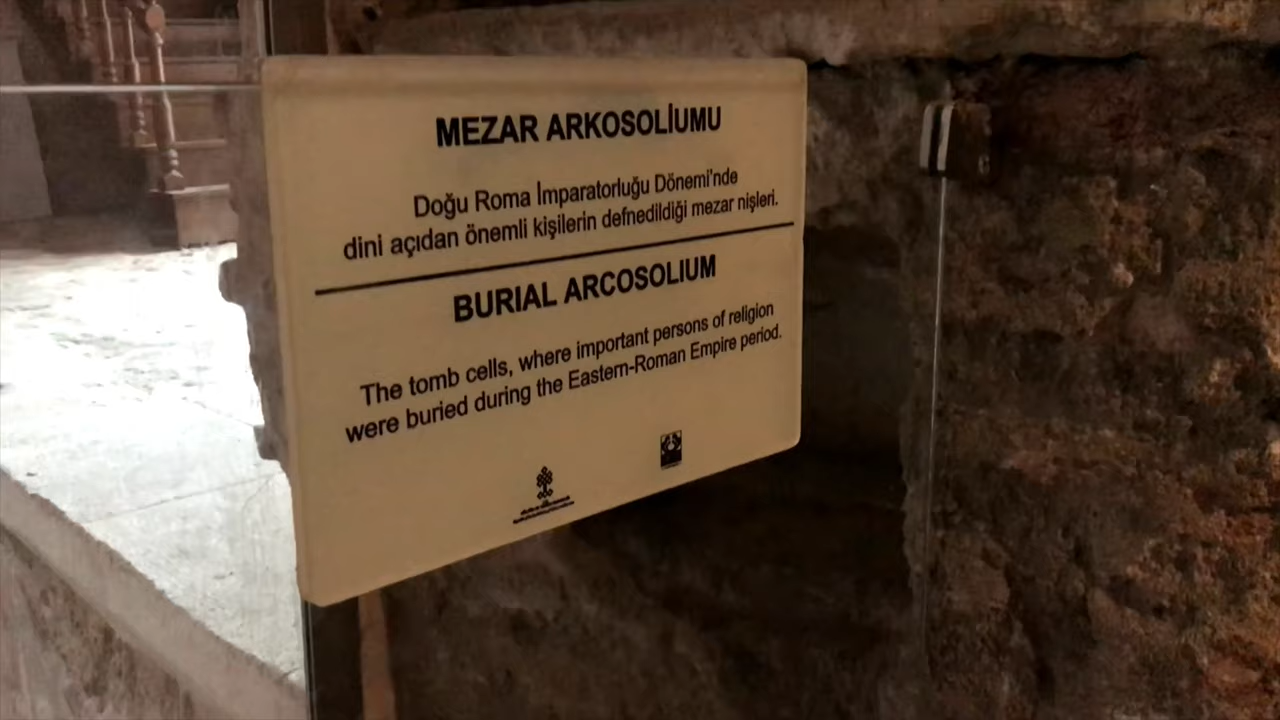 MEZAR ARKOSOLİUMU
Doğu Roma İmparatorluğu Dönemi'nde
dini açıdan önemli kişilerin defnedildiği mezar nişleri.
BURIAL ARCOSOLIUM
The tomb cells, where important persons of religion
were buried during the Eastern-Roman Empire period.